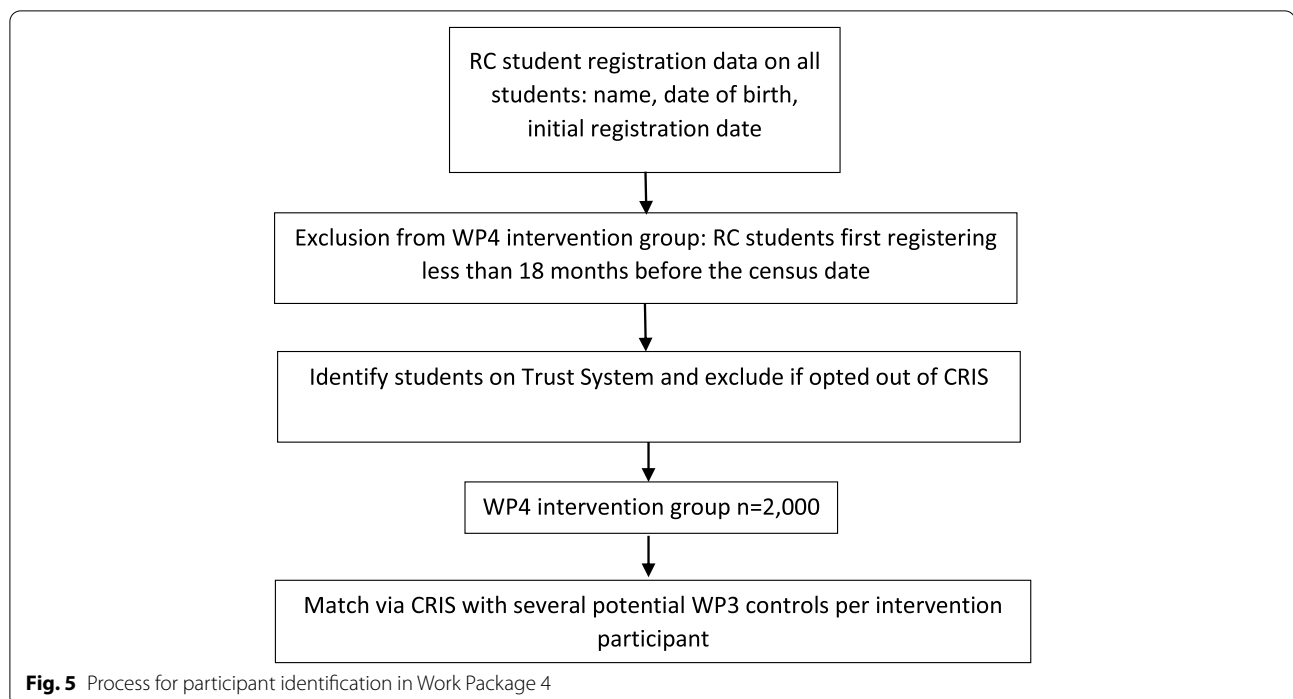 RC student registration data on all
students: name, date of birth,
initial registration date
Exclusion from WP4 intervention group: RC students first registering
less than 18 months before the census date
Identify students on Trust System and exclude if opted out of CRIS
WP4 intervention group n=2,000
Match via CRIS with several potential WP3 controls per intervention
participant
Fig. 5 Process for participant identification in Work Package 4